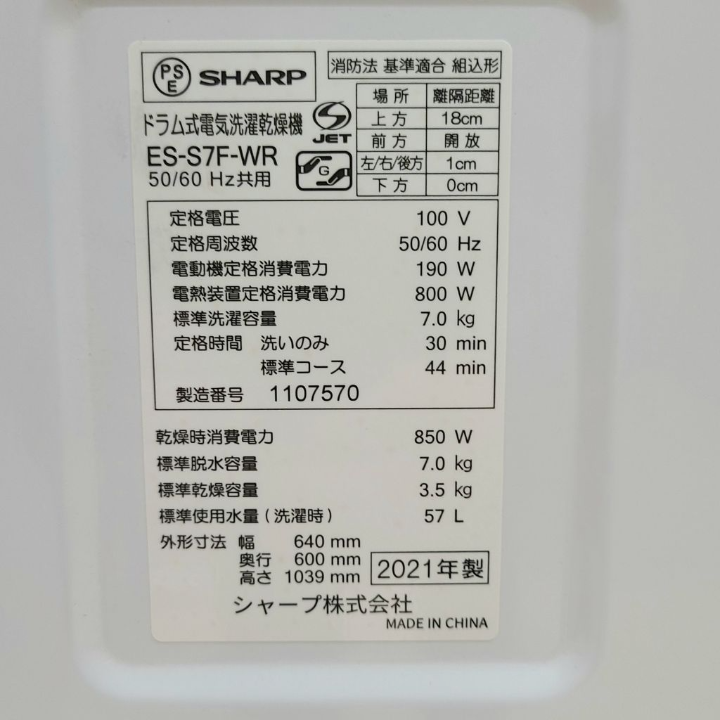 PS
E
SHARP
消防法 基準適合 組込形
場所 離隔距離
上方 18cm
前方 開放
左/右/後方 1cm
下方 0cm
ドラム式電気洗濯乾燥機
S
JET
ES-S7F-WR
50/60 Hz共用
G
定格電圧 100 V
定格周波数 50/60 Hz
電動機定格消費電力 190 W
電熱装置定格消費電力 800 W
標準洗濯容量 7.0 kg
定格時間 洗いのみ 30 min
標準コース 44 min
製造番号 1107570
乾燥時消費電力 850 W
標準脱水容量 7.0 kg
標準乾燥容量 3.5 kg
標準使用水量(洗濯時) 57 L
外形寸法 幅 640 mm
奥行 600 mm
高さ 1039 mm
2021年製
シャープ株式会社
MADE IN CHINA